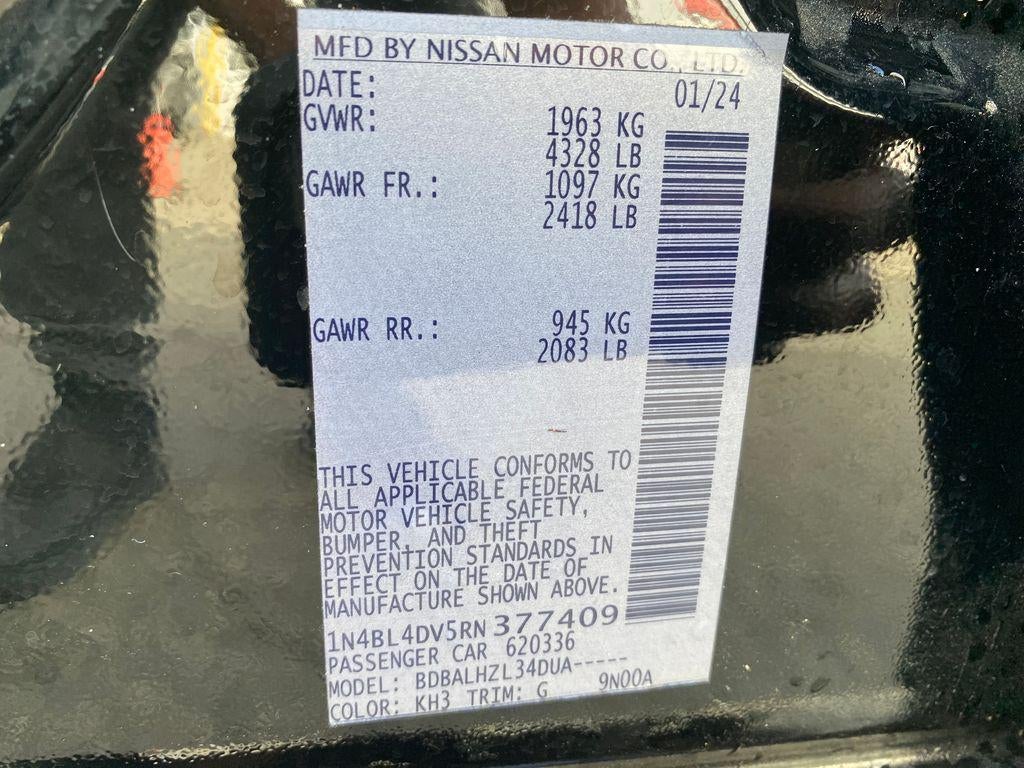 MFD BY NISSAN MOTOR CO., LTD.
DATE: 01/24
GVWR: 1963 KG
4328 LB
GAWR FR.: 1097 KG
2418 LB
GAWR RR.: 945 KG
2083 LB
THIS VEHICLE CONFORMS TO
ALL APPLICABLE FEDERAL
MOTOR VEHICLE SAFETY,
BUMPER, AND THEFT
PREVENTION STANDARDS IN
EFFECT ON THE DATE OF
MANUFACTURE SHOWN ABOVE.
1N4BL4DV5RN377409
PASSENGER CAR 620336
MODEL: BDBALHZL34DUA-----
COLOR: KH3 TRIM: G 9N00A